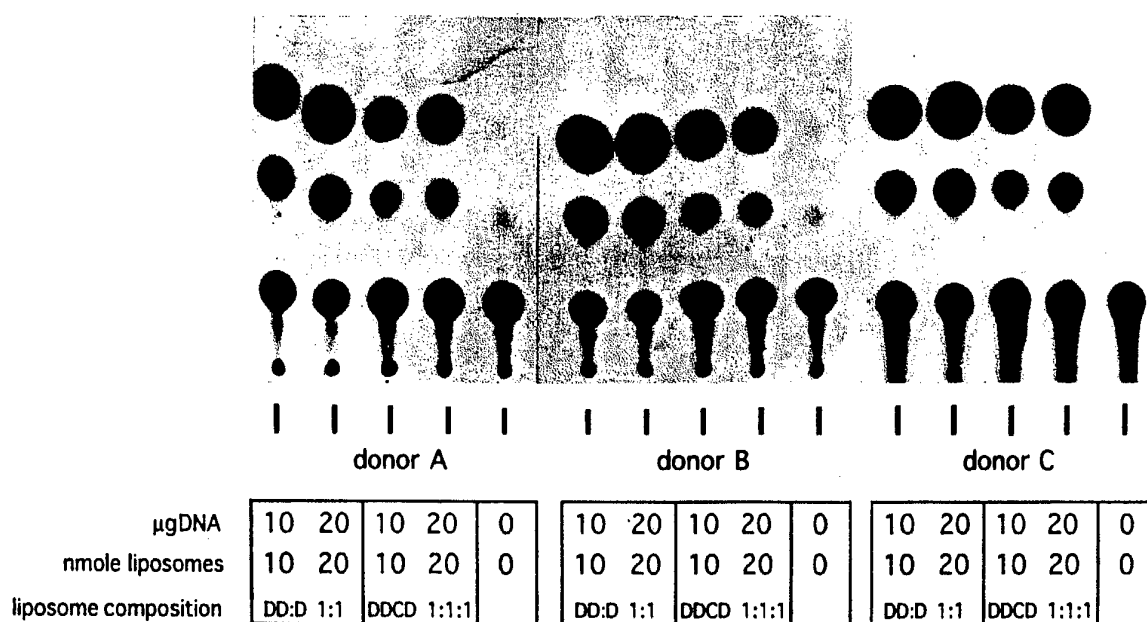 donor A donor B donor C
µgDNA 10 20 10 20 0 10 20 10 20 0 10 20 10 20 0
nmole liposomes 10 20 10 20 0 10 20 10 20 0 10 20 10 20 0
liposome composition DD:D 1:1 DDCD 1:1:1 DD:D 1:1 DDCD 1:1:1 DD:D 1:1 DDCD 1:1:1